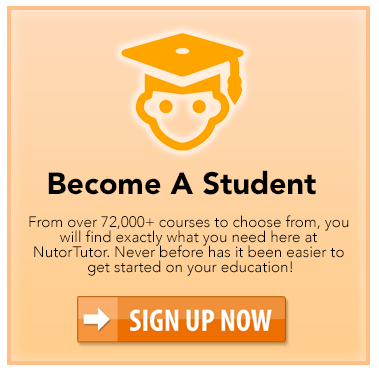 Become A Student
From over 72,000+ courses to choose from, you
will find exactly what you need here at
NutorTutor. Never before has it been easier to
get started on your education!
SIGN UP NOW